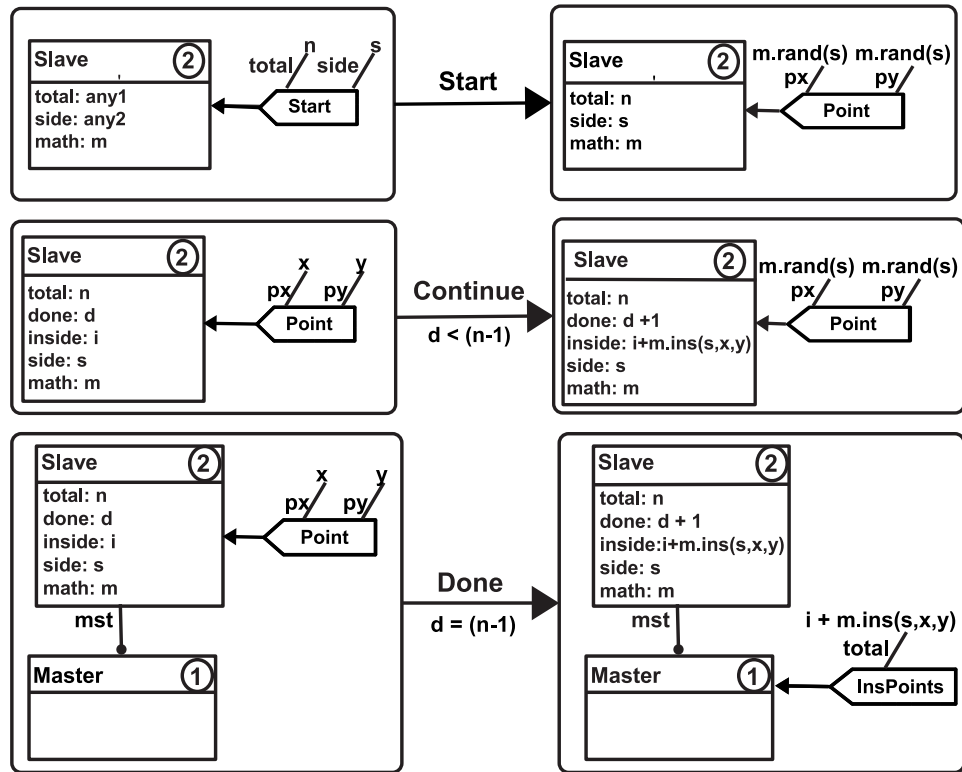 Slave 2
total: any1
side: any2
math: m
n s
total side
Start
Start
Slave 2
total: n
side: s
math: m
m.rand(s) m.rand(s)
px py
Point
Slave 2
total: n
done: d
inside: i
side: s
math: m
x y
px py
Point
Continue
d < (n-1)
Slave 2
total: n
done: d +1
inside: i+m.ins(s,x,y)
side: s
math: m
m.rand(s) m.rand(s)
px py
Point
Slave 2
total: n
done: d
inside: i
side: s
math: m
x y
px py
Point
mst
Master 1
Done
d = (n-1)
Slave 2
total: n
done: d + 1
inside:i+m.ins(s,x,y)
side: s
math: m
mst
Master 1
i + m.ins(s,x,y)
total
InsPoints